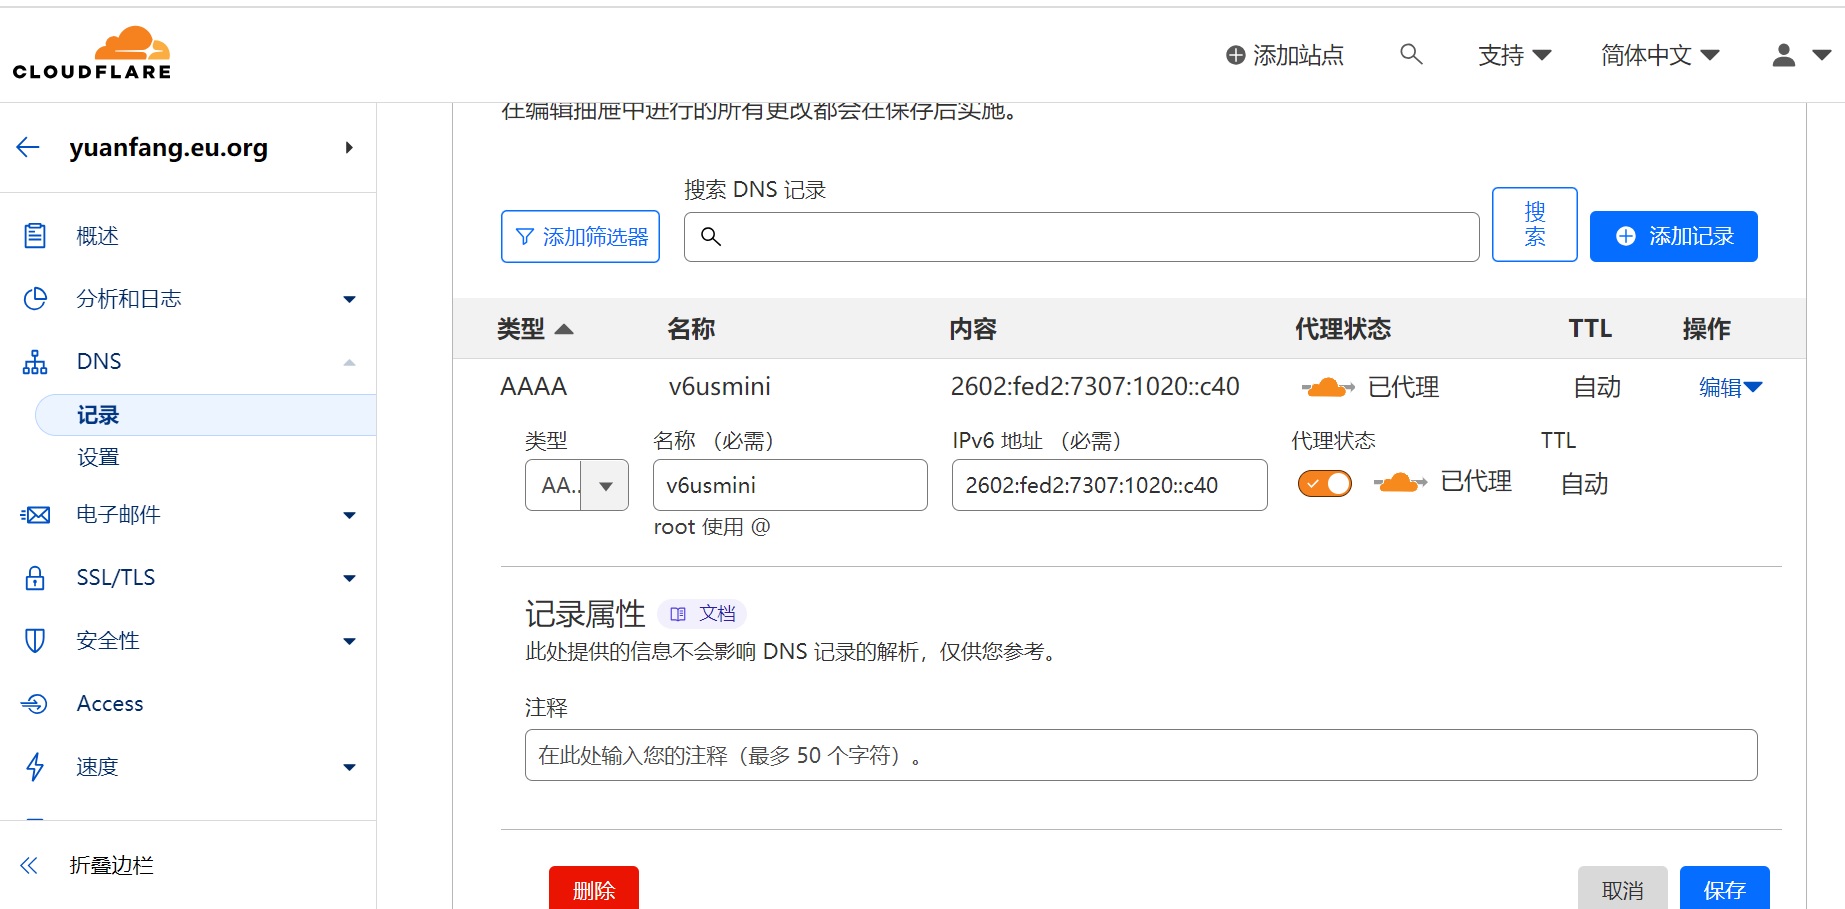 CLOUDFLARE
添加站点
支持
简体中文
在编辑抽屉中进行的所有更改都会在保存后实施。
yuanfang.eu.org
概述
分析和日志
DNS
记录
设置
电子邮件
SSL/TLS
安全性
Access
速度
折叠边栏
搜索 DNS 记录
添加筛选器
搜
索
添加记录
类型 名称 内容 代理状态 TTL 操作
AAAA v6usmini 2602:fed2:7307:1020::c40 已代理 自动 编辑
类型 名称 （必需） IPv6 地址 （必需） 代理状态 TTL
AA.. v6usmini 2602:fed2:7307:1020::c40 已代理 自动
root 使用 @
记录属性 文档
此处提供的信息不会影响 DNS 记录的解析，仅供您参考。
注释
在此处输入您的注释（最多 50 个字符）。
删除 取消 保存